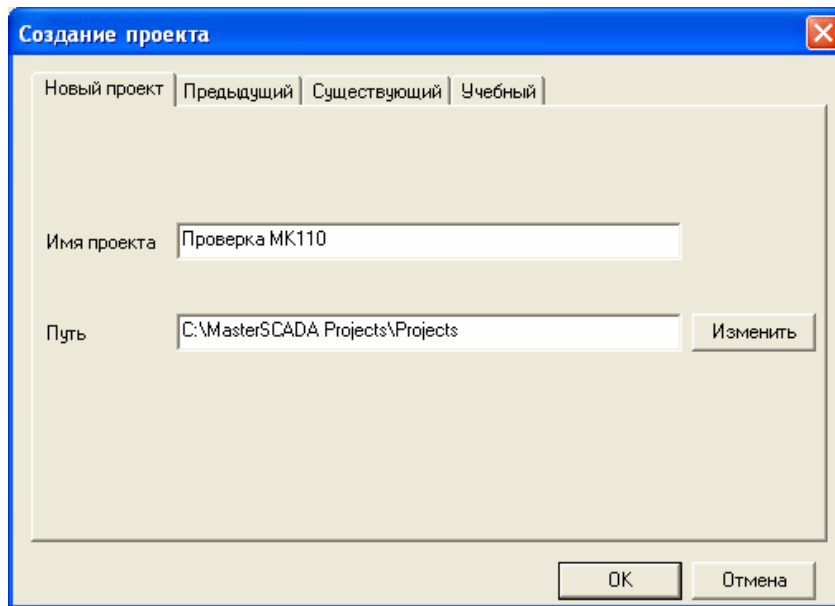 Создание проекта
Новый проект Предыдущий Существующий Учебный
Имя проекта Проверка МК110
Путь C:\MasterSCADA Projects\Projects Изменить
OK Отмена